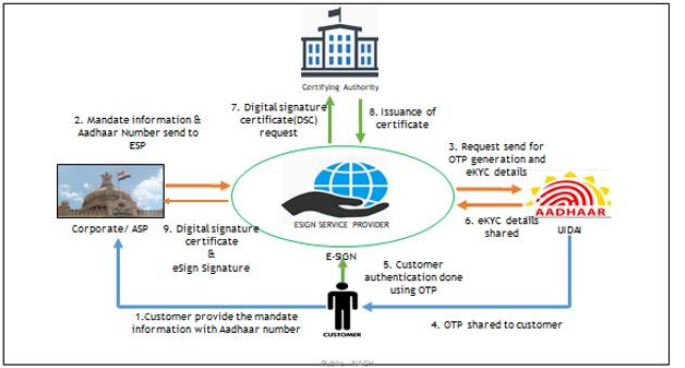 Certifying Authority
7. Digital signature
certificate(DSC)
request
8. Issuance of
certificate
2. Mandate information &
Aadhaar Number send to
ESP
3. Request send for
OTP generation and
eKYC details
ESIGN SERVICE PROVIDER
AADHAAR
Corporate/ ASP
9. Digital signature
certificate
&
eSign Signature
6. eKYC details
shared
UIDAI
E-SIGN
5. Customer
authentication done
using OTP
1.Customer provide the mandate
information with Aadhaar number
CUSTOMER
4. OTP shared to customer